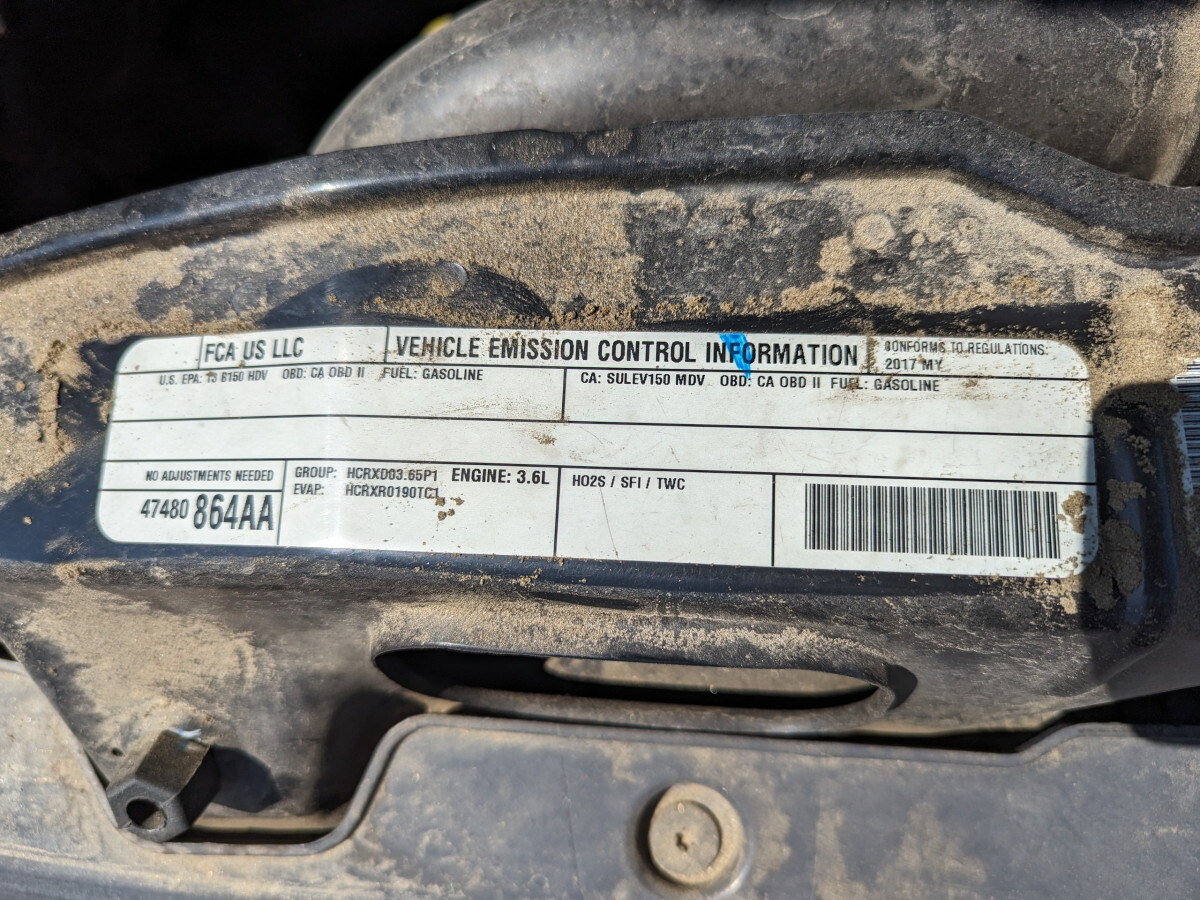 FCA US LLC
VEHICLE EMISSION CONTROL INFORMATION
CONFORMS TO REGULATIONS:
2017 MY
U.S. EPA: T3 B150 HDV OBD: CA OBD II FUEL: GASOLINE
CA: SULEV150 MDV OBD: CA OBD II FUEL: GASOLINE
NO ADJUSTMENTS NEEDED
47480 864AA
GROUP: HCRXD03.65P1 ENGINE: 3.6L
EVAP: HCRXR0190TC1
HO2S / SFI / TWC